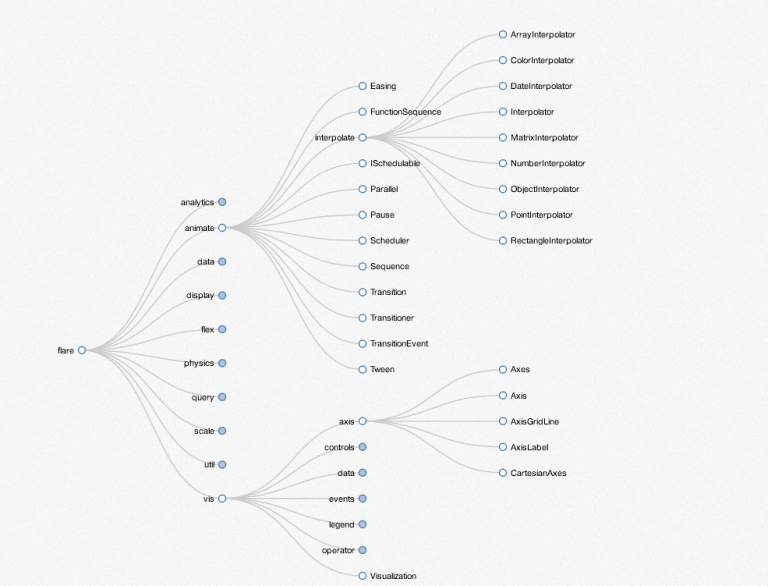 ArrayInterpolator
ColorInterpolator
Easing
DateInterpolator
FunctionSequence
Interpolator
interpolate
MatrixInterpolator
ISchedulable
NumberInterpolator
Parallel
ObjectInterpolator
analytics
Pause
PointInterpolator
animate
Scheduler
RectangleInterpolator
data
Sequence
display
Transition
Transitioner
flex
TransitionEvent
flare
physics
Tween
Axes
query
Axis
axis
AxisGridLine
scale
controls
AxisLabel
util
data
CartesianAxes
vis
events
legend
operator
Visualization